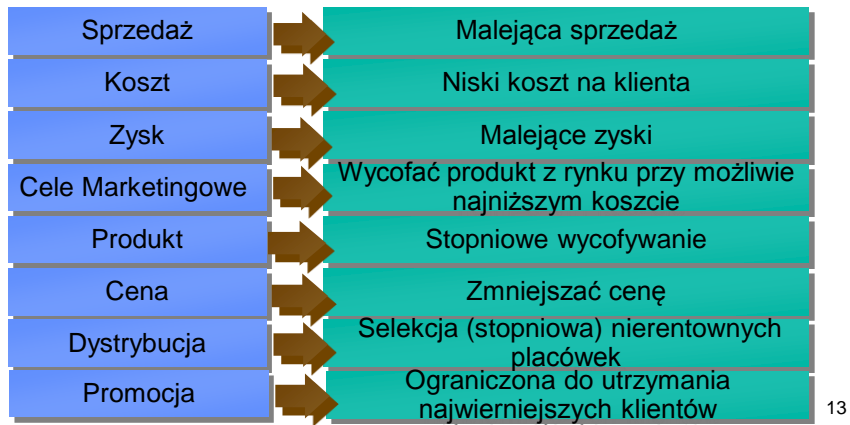 Sprzedaż
Malejąca sprzedaż
Koszt
Niski koszt na klienta
Zysk
Malejące zyski
Cele Marketingowe
Wycofać produkt z rynku przy możliwie
najniższym koszcie
Produkt
Stopniowe wycofywanie
Cena
Zmniejszać cenę
Dystrybucja
Selekcja (stopniowa) nierentownych
placówek
Promocja
Ograniczona do utrzymania
najwierniejszych klientów
13